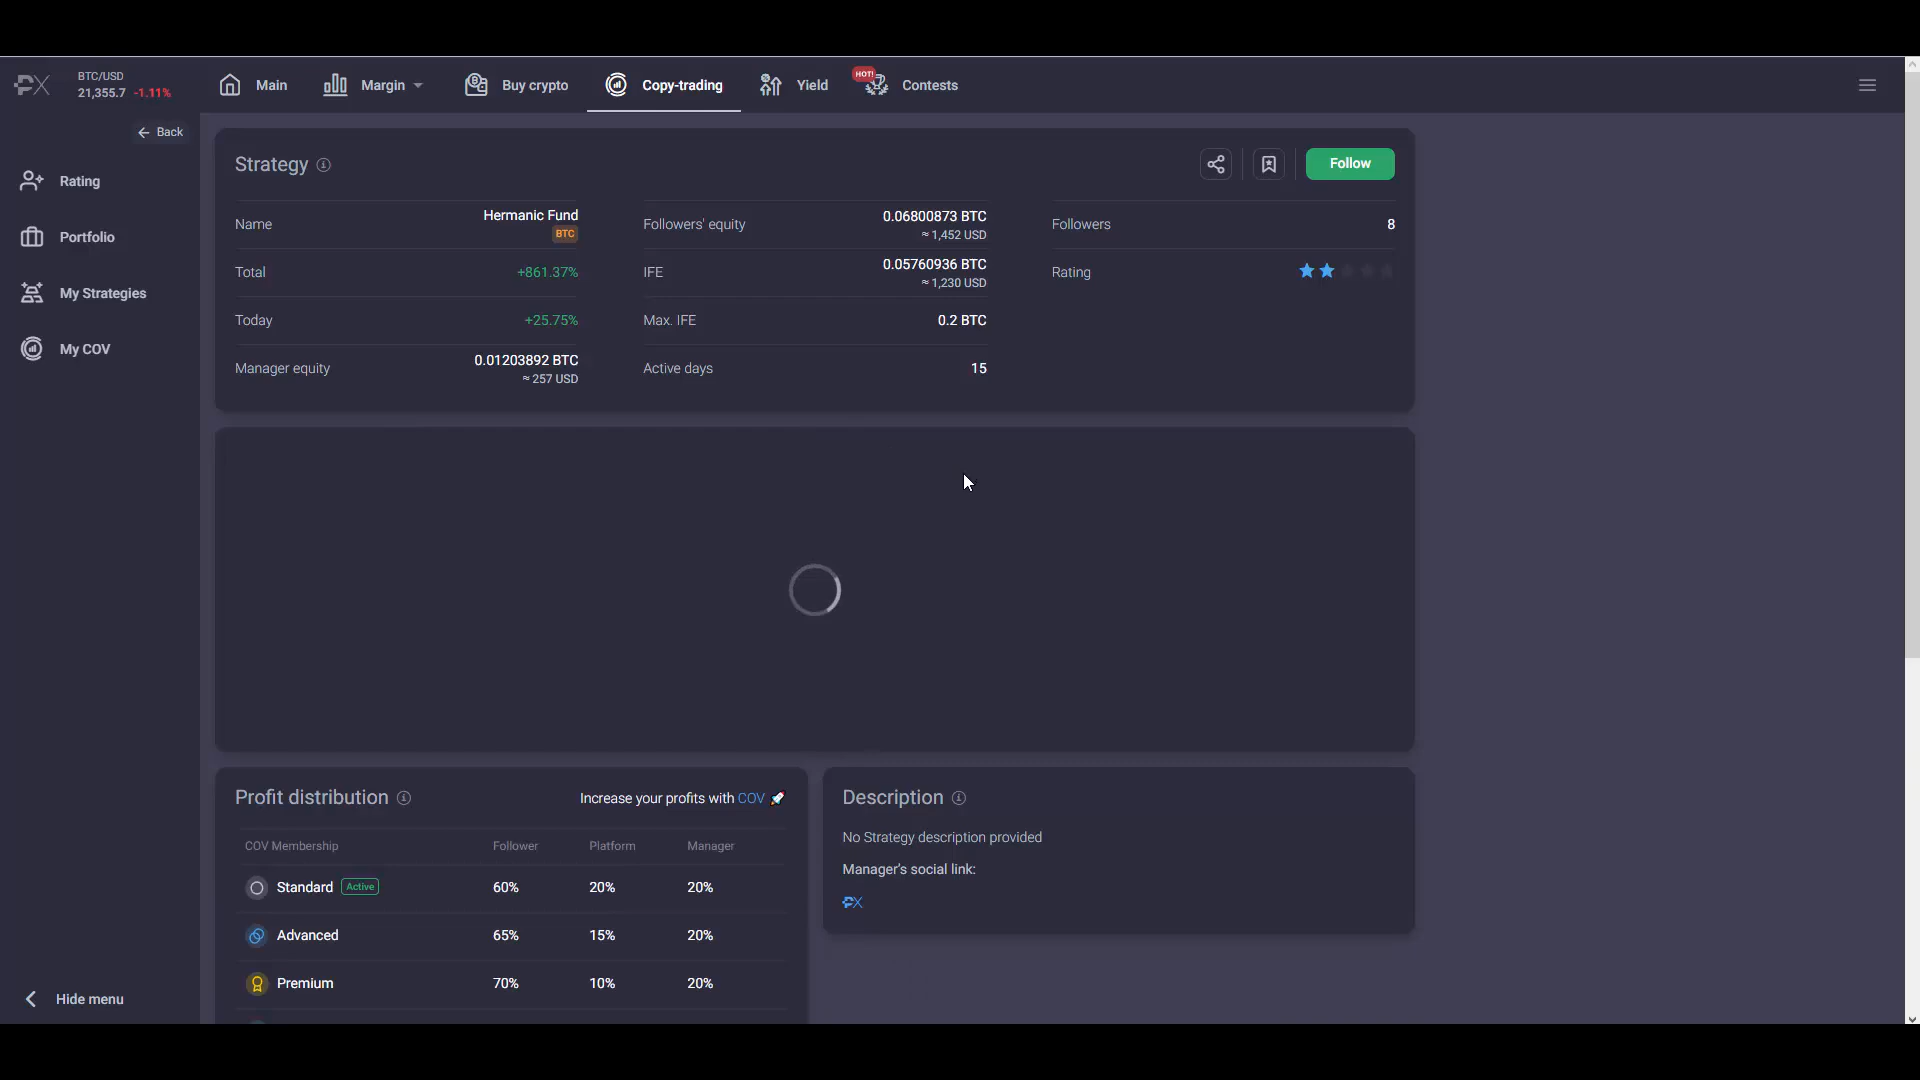 PX
BTC/USD
21,355.7 -1.11%
Main
Margin
Buy crypto
Copy-trading
Yield
HOT!
Contests
Back
Rating
Portfolio
My Strategies
My COV
Hide menu
Strategy
Follow
Name
Hermanic Fund
BTC
Total
+861.37%
Today
+25.75%
Manager equity
0.01203892 BTC
≈ 257 USD
Followers' equity
0.06800873 BTC
≈ 1,452 USD
IFE
0.05760936 BTC
≈ 1,230 USD
Max. IFE
0.2 BTC
Active days
15
Followers
8
Rating
Profit distribution
Increase your profits with COV 🚀
COV Membership Follower Platform Manager
Standard Active 60% 20% 20%
Advanced 65% 15% 20%
Premium 70% 10% 20%
Description
No Strategy description provided
Manager's social link:
PX